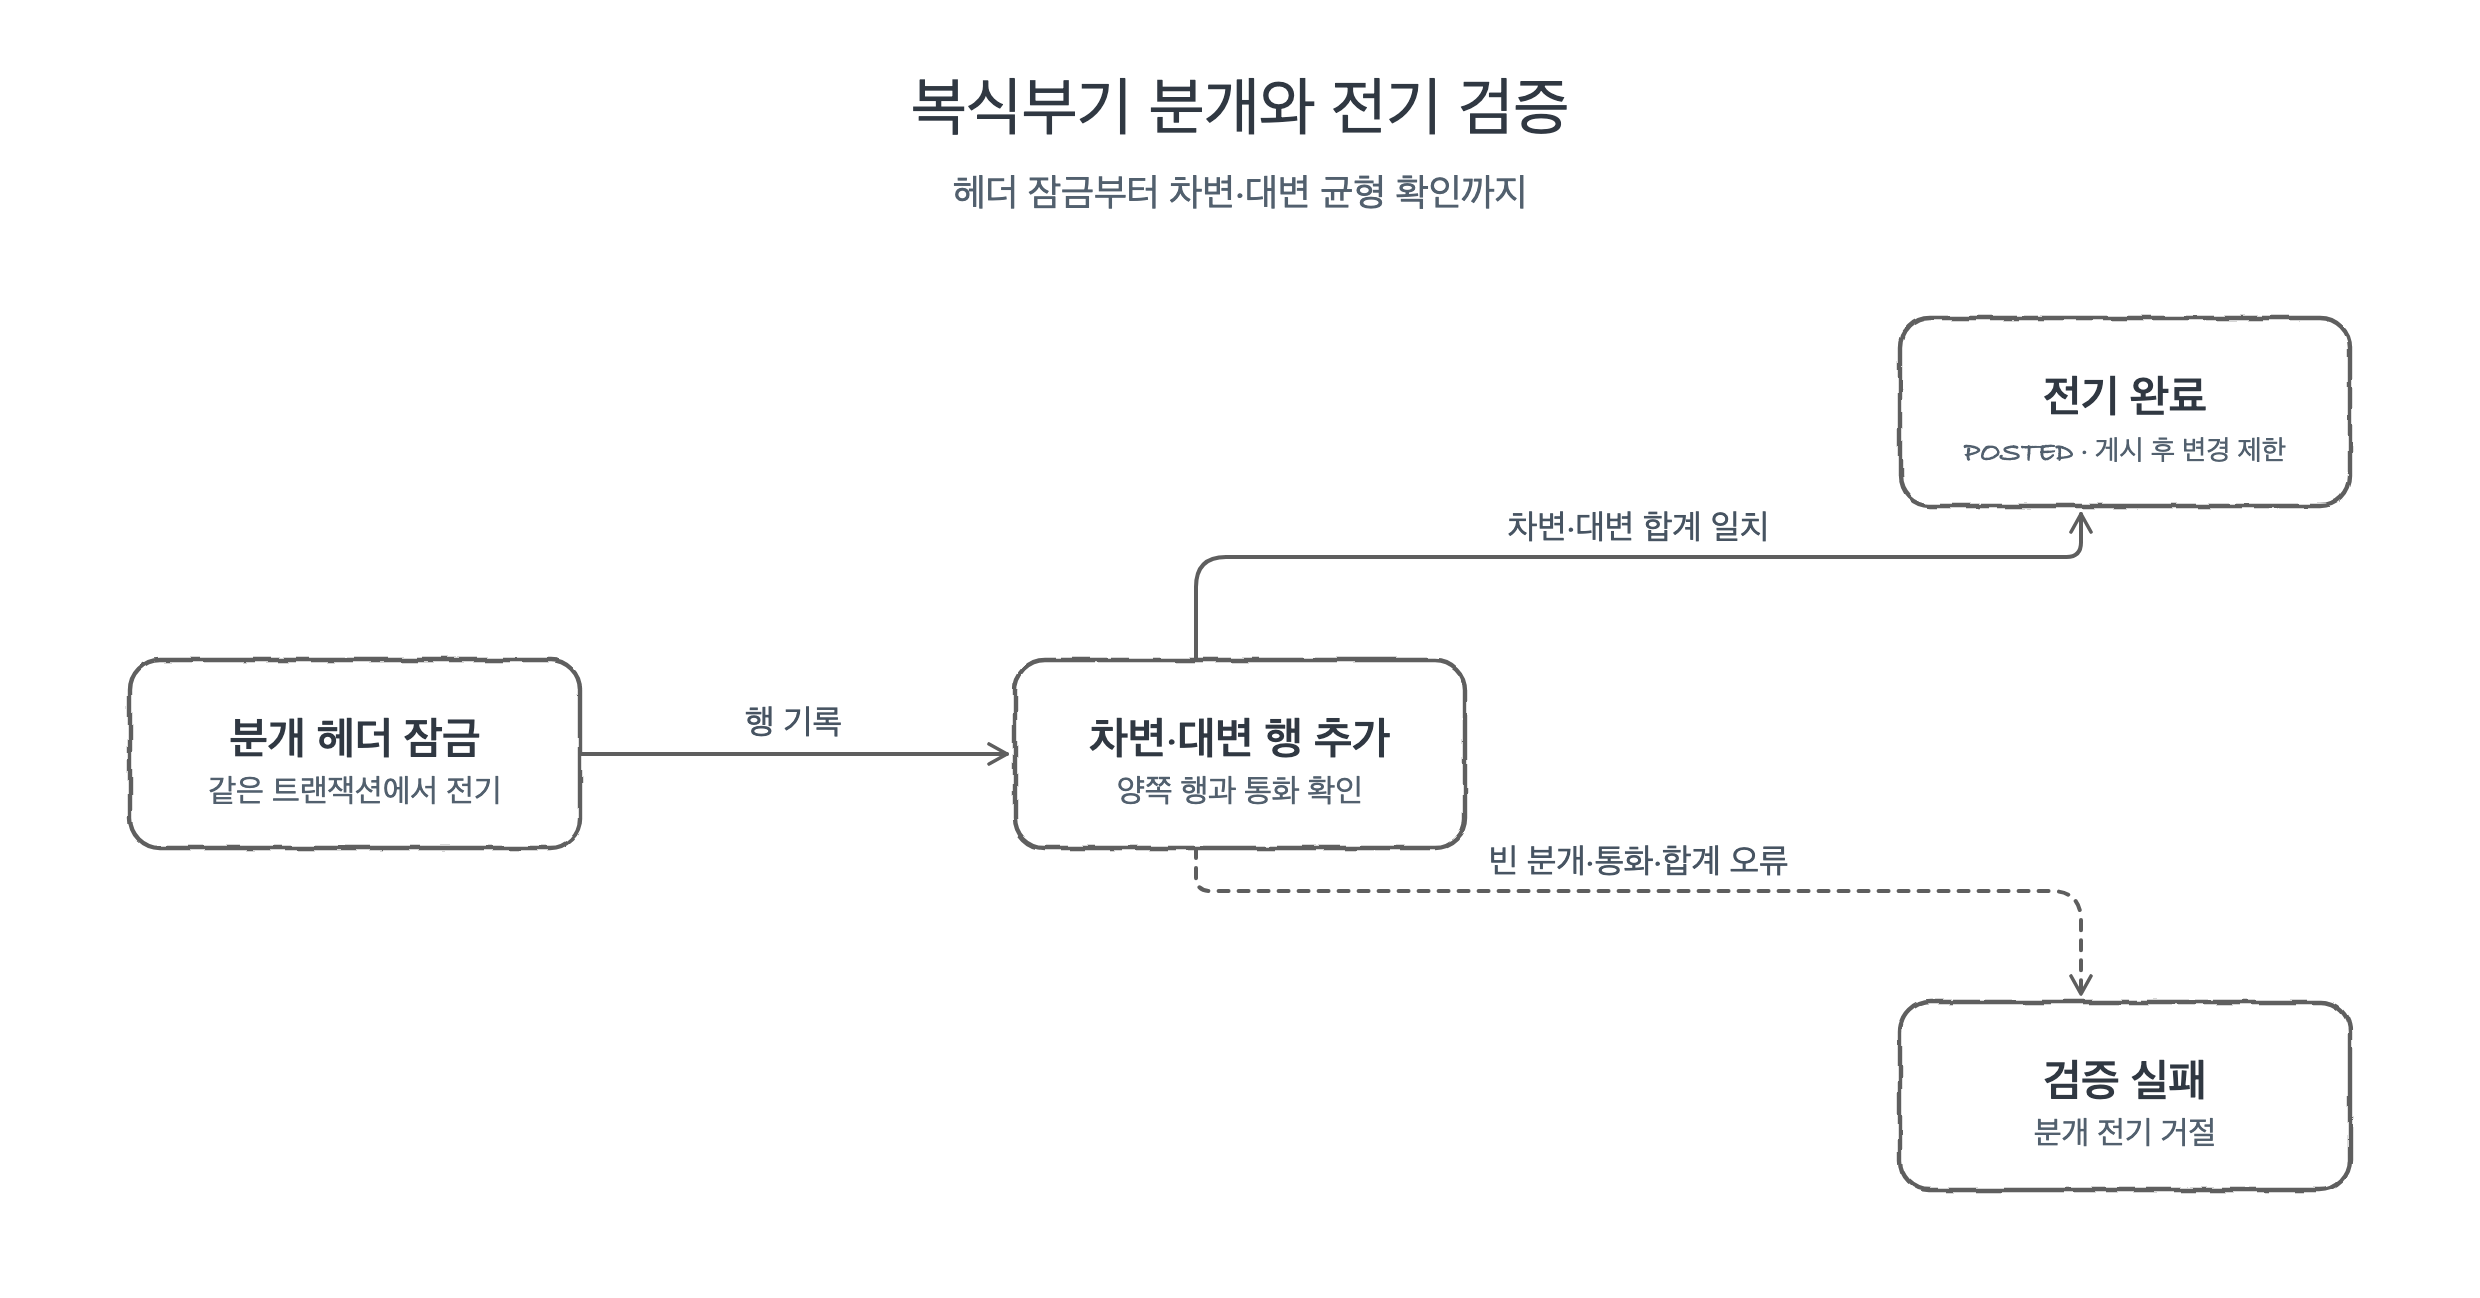 복식부기 분개와 전기 검증
헤더 잠금부터 차변·대변 균형 확인까지
전기 완료
POSTED · 게시 후 변경 제한
차변·대변 합계 일치
분개 헤더 잠금
같은 트랜잭션에서 전기
행 기록
차변·대변 행 추가
양쪽 행과 통화 확인
빈 분개·통화·합계 오류
검증 실패
분개 전기 거절